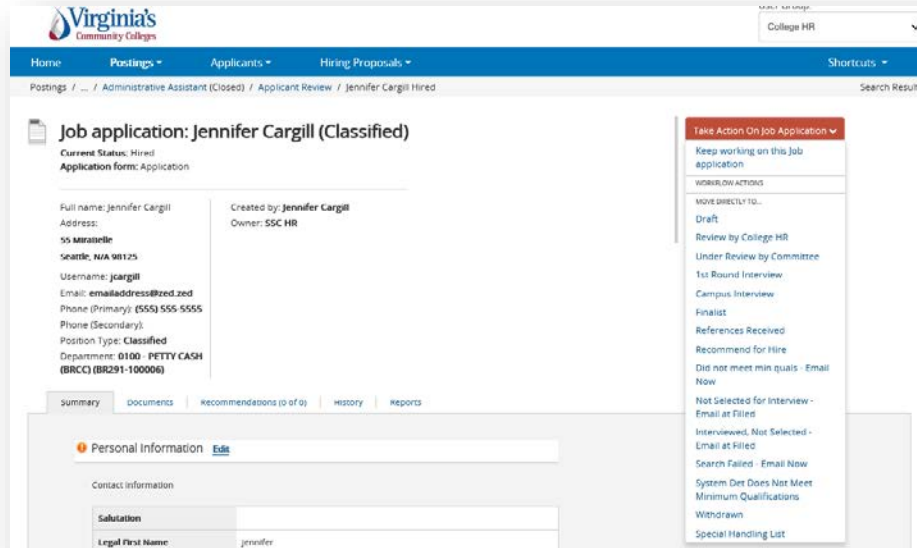 Virginia's
Community Colleges
User Group:
College HR
Home Postings Applicants Hiring Proposals Shortcuts
Postings / ... / Administrative Assistant (Closed) / Applicant Review / Jennifer Cargill Hired Search Result
Job application: Jennifer Cargill (Classified)
Current Status: Hired
Application form: Application
Full name: Jennifer Cargill
Address:
55 Mirabelle
Seattle, N/A 98125
Username: jcargill
Email: emailaddress@zed.zed
Phone (Primary): (555) 555-5555
Phone (Secondary):
Position Type: Classified
Department: 0100 - PETTY CASH
(BRCC) (BR291-100006)
Created by: Jennifer Cargill
Owner: SSC HR
Take Action On Job Application
Keep working on this Job
application
WORKFLOW ACTIONS
MOVE DIRECTLY TO...
Draft
Review by College HR
Under Review by Committee
1st Round Interview
Campus Interview
Finalist
References Received
Recommend for Hire
Did not meet min quals - Email
Now
Not Selected for Interview -
Email at Filled
Interviewed, Not Selected -
Email at Filled
Search Failed - Email Now
System Det Does Not Meet
Minimum Qualifications
Withdrawn
Special Handling List
Summary Documents Recommendations (0 of 0) History Reports
Personal Information Edit
Contact Information
Salutation
Legal First Name Jennifer